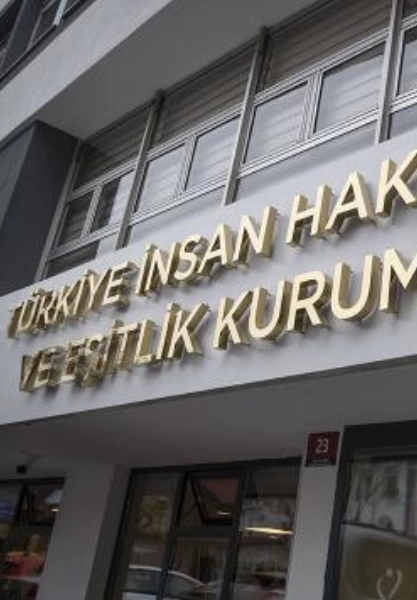 TÜRKİYE İNSAN HAK
VE EŞİTLİK KURUM
23